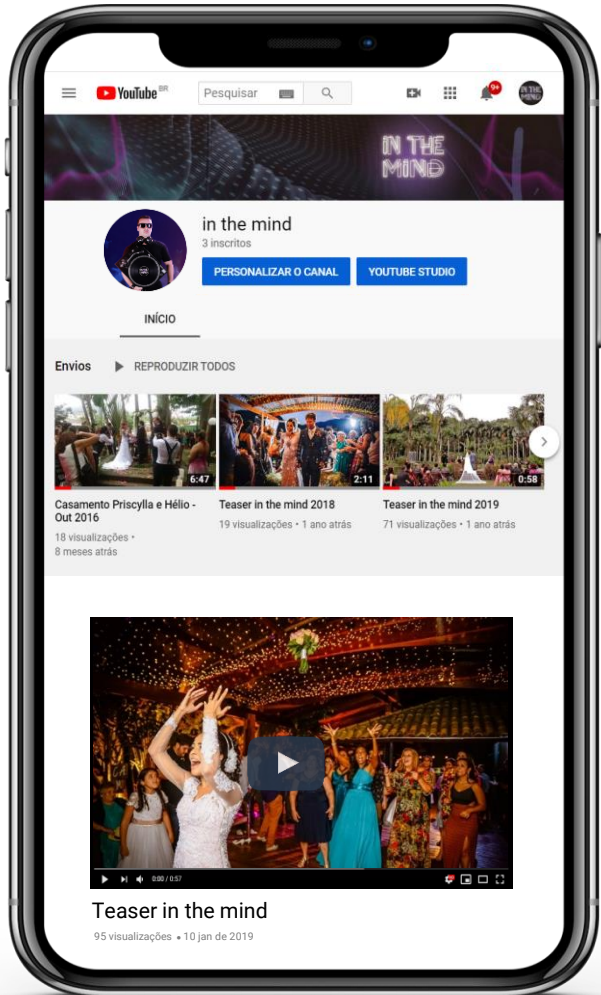 YouTube BR
Pesquisar
9+
IN THE
MIND
IN THE
MIND
in the mind
3 inscritos
PERSONALIZAR O CANAL
YOUTUBE STUDIO
INÍCIO
Envios
REPRODUZIR TODOS
6:47
2:11
0:58
Casamento Priscylla e Hélio -
Out 2016
18 visualizações •
8 meses atrás
Teaser in the mind 2018
19 visualizações • 1 ano atrás
Teaser in the mind 2019
71 visualizações • 1 ano atrás
0:00 / 0:57
Teaser in the mind
95 visualizações • 10 jan de 2019